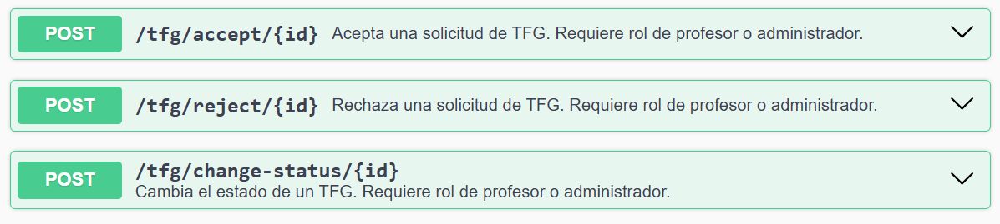 POST /tfg/accept/{id} Acepta una solicitud de TFG. Requiere rol de profesor o administrador.
POST /tfg/reject/{id} Rechaza una solicitud de TFG. Requiere rol de profesor o administrador.
POST /tfg/change-status/{id}
Cambia el estado de un TFG. Requiere rol de profesor o administrador.